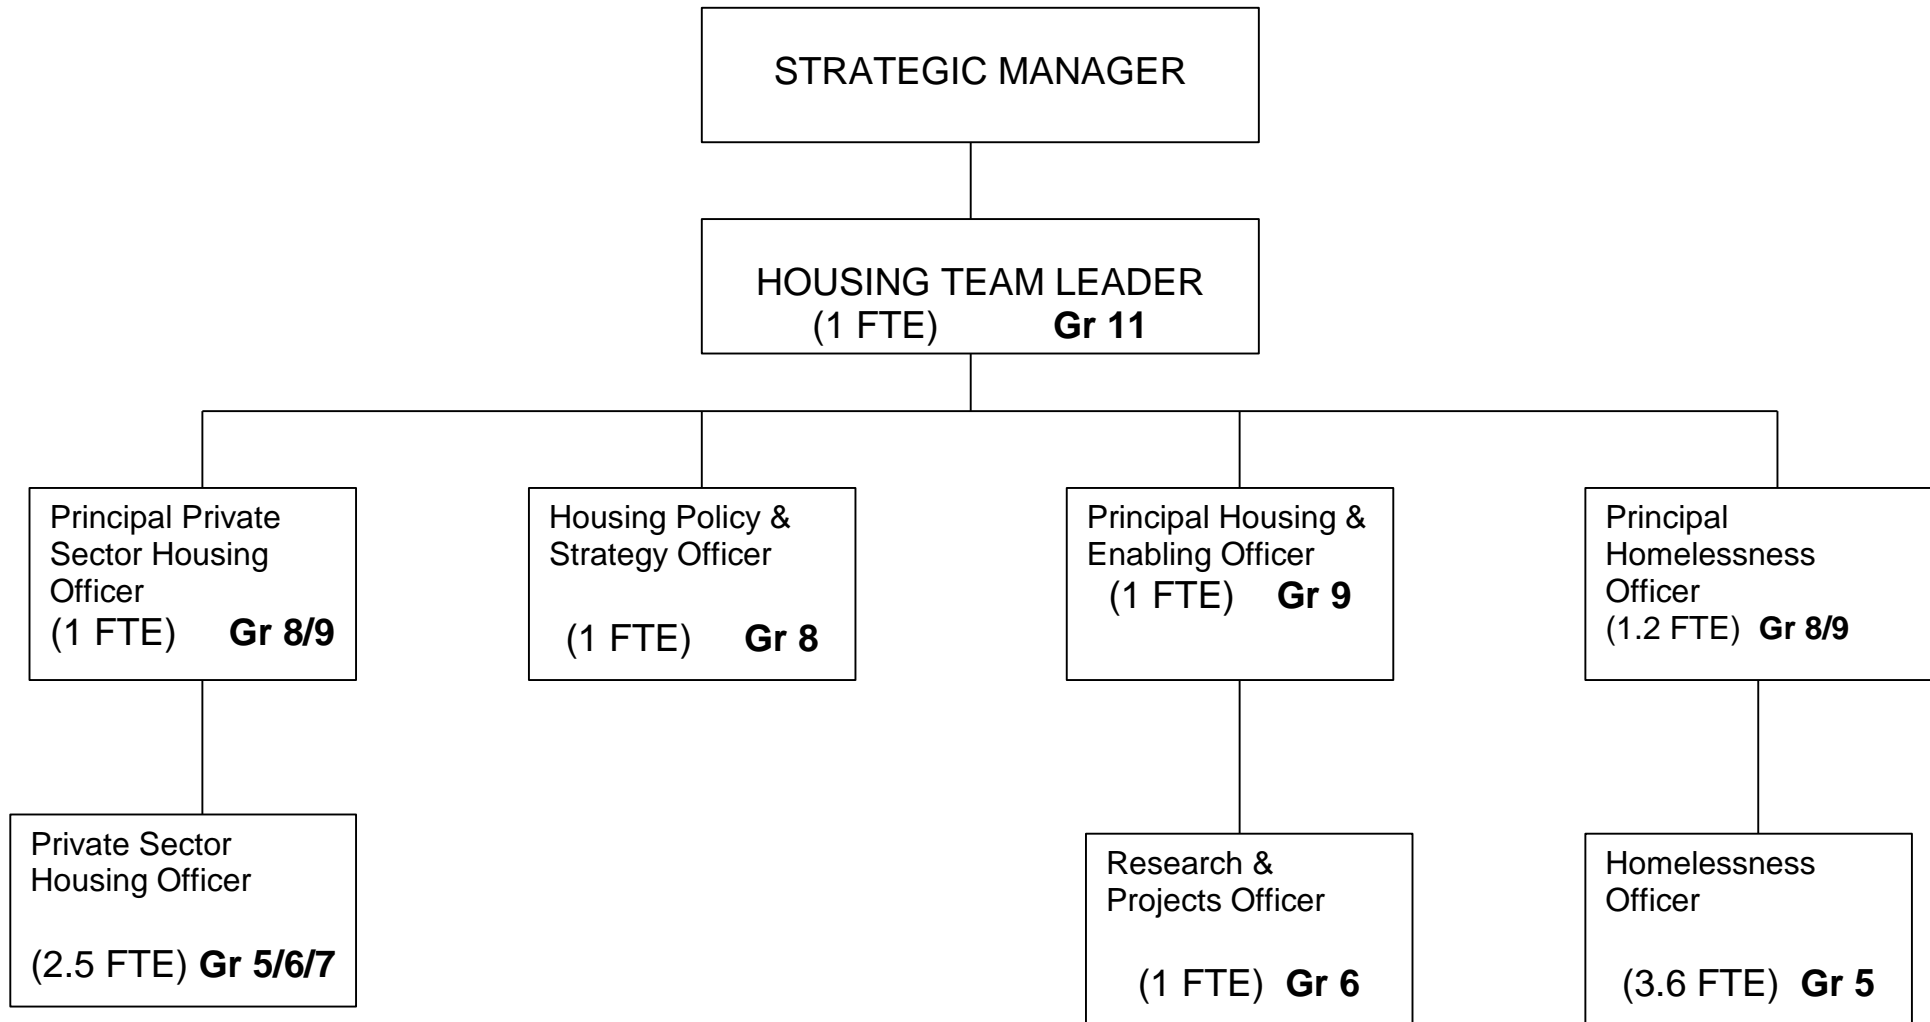 STRATEGIC MANAGER
HOUSING TEAM LEADER
(1 FTE) Gr 11
Principal Private
Sector Housing
Officer
(1 FTE) Gr 8/9
Housing Policy &
Strategy Officer
(1 FTE) Gr 8
Principal Housing &
Enabling Officer
(1 FTE) Gr 9
Principal
Homelessness
Officer
(1.2 FTE) Gr 8/9
Private Sector
Housing Officer
(2.5 FTE) Gr 5/6/7
Research &
Projects Officer
(1 FTE) Gr 6
Homelessness
Officer
(3.6 FTE) Gr 5